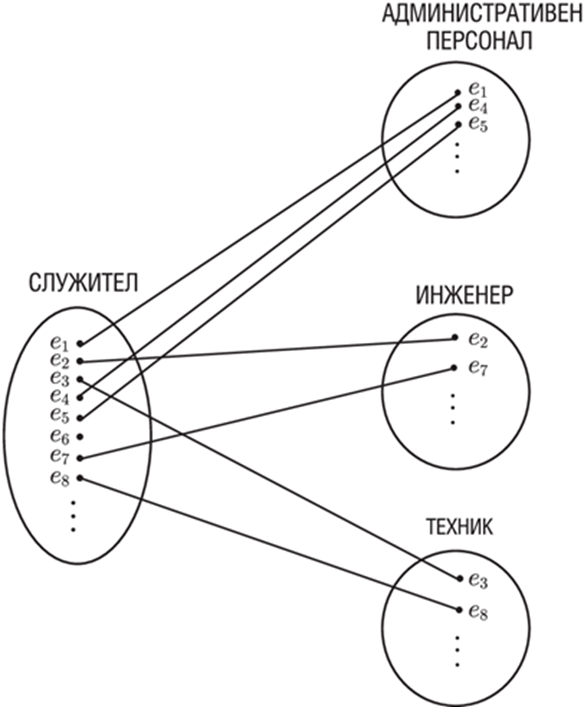 АДМИНИСТРАТИВЕН
ПЕРСОНАЛ
e₁
e₄
e₅
СЛУЖИТЕЛ
e₁
e₂
e₃
e₄
e₅
e₆
e₇
e₈
ИНЖЕНЕР
e₂
e₇
ТЕХНИК
e₃
e₈